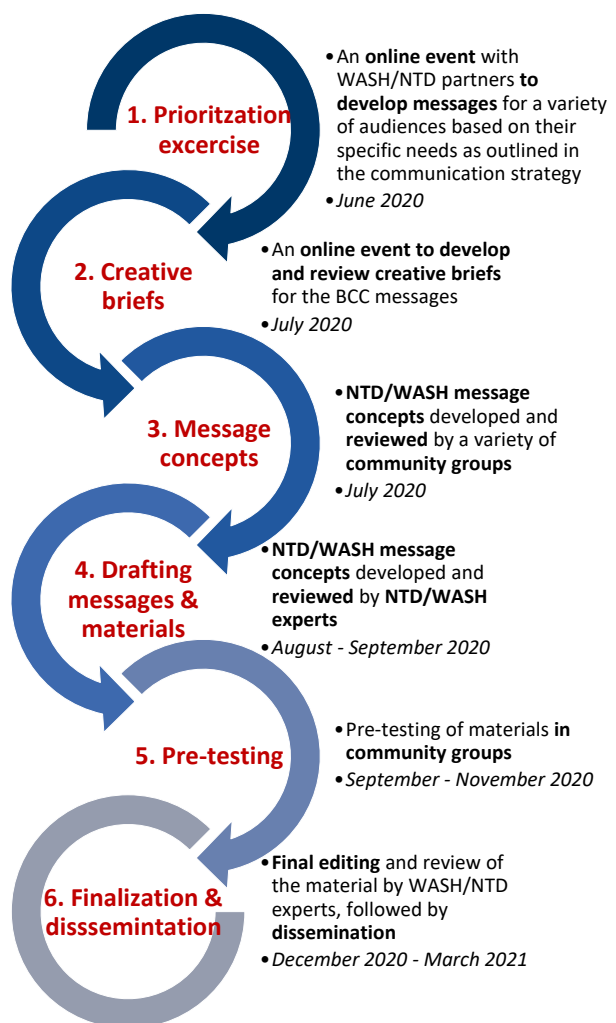 1. Prioritzation
excercise
•An online event with
WASH/NTD partners to
develop messages for a variety
of audiences based on their
specific needs as outlined in
the communication strategy
•June 2020
2. Creative
briefs
•An online event to develop
and review creative briefs
for the BCC messages
•July 2020
3. Message
concepts
•NTD/WASH message
concepts developed and
reviewed by a variety of
community groups
•July 2020
4. Drafting
messages &
materials
•NTD/WASH message
concepts developed and
reviewed by NTD/WASH
experts
•August - September 2020
5. Pre-testing
•Pre-testing of materials in
community groups
•September - November 2020
6. Finalization &
disssemintation
•Final editing and review of
the material by WASH/NTD
experts, followed by
dissemination
•December 2020 - March 2021